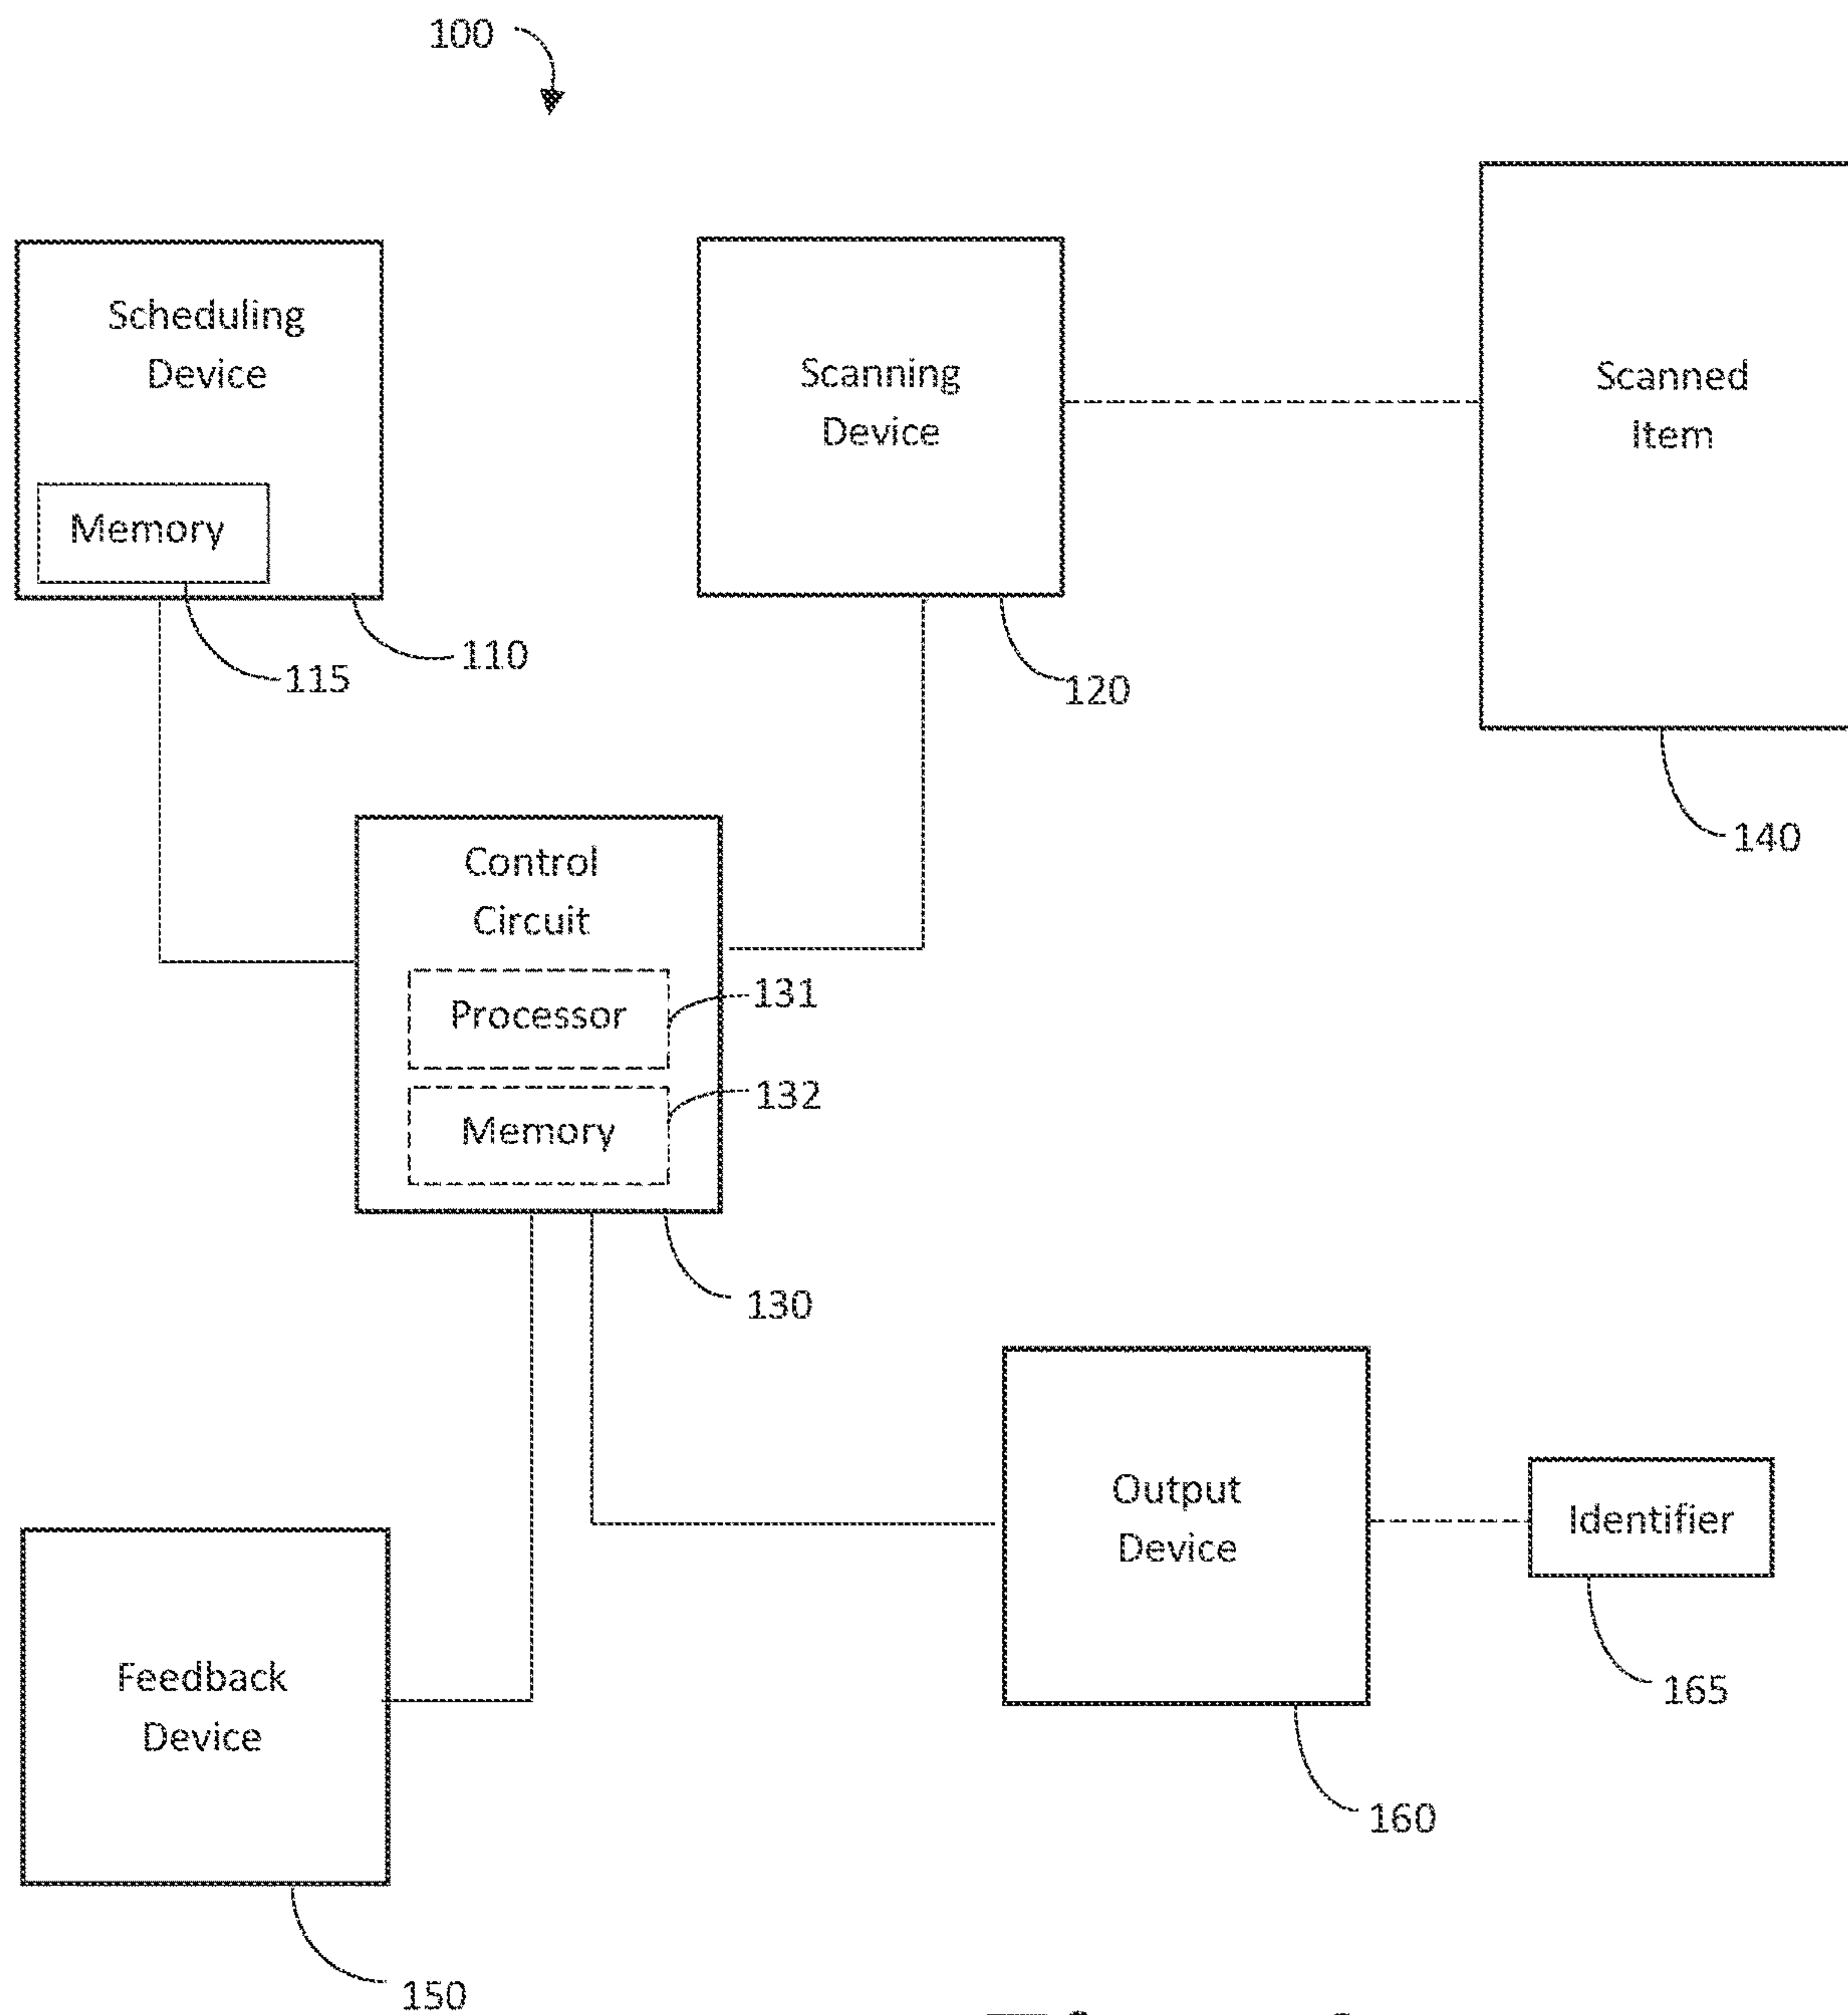 100
Scheduling
Device
Memory
115
110
Scanning
Device
120
Scanned
Item
140
Control
Circuit
Processor
131
Memory
132
130
Output
Device
160
Identifier
165
Feedback
Device
150